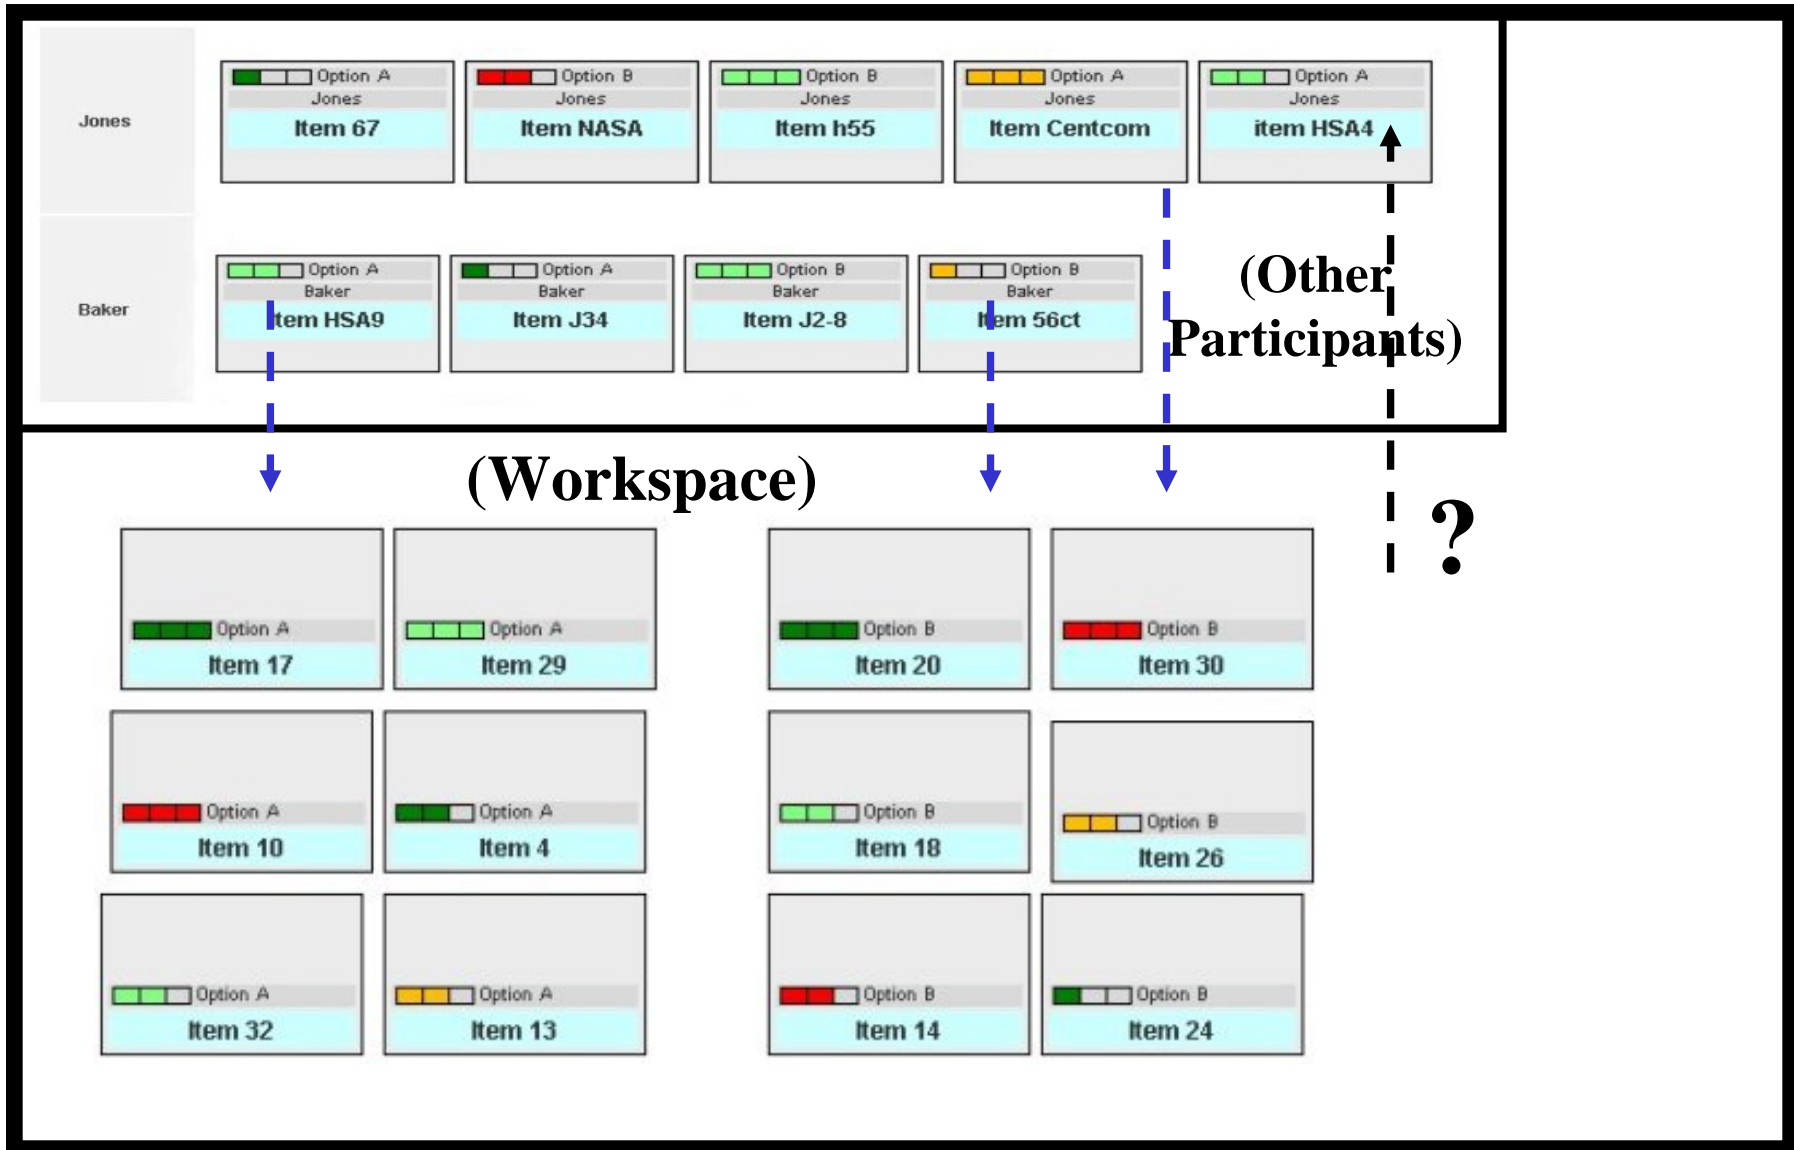 Jones
Option A
Jones
Item 67
Option B
Jones
Item NASA
Option B
Jones
Item h55
Option A
Jones
Item Centcom
Option A
Jones
item HSA4
Baker
Option A
Baker
Item HSA9
Option A
Baker
Item J34
Option B
Baker
Item J2-8
Option B
Baker
Item 56ct
(Other
Participants)
(Workspace)
?
Option A
Item 17
Option A
Item 29
Option B
Item 20
Option B
Item 30
Option A
Item 10
Option A
Item 4
Option B
Item 18
Option B
Item 26
Option A
Item 32
Option A
Item 13
Option B
Item 14
Option B
Item 24